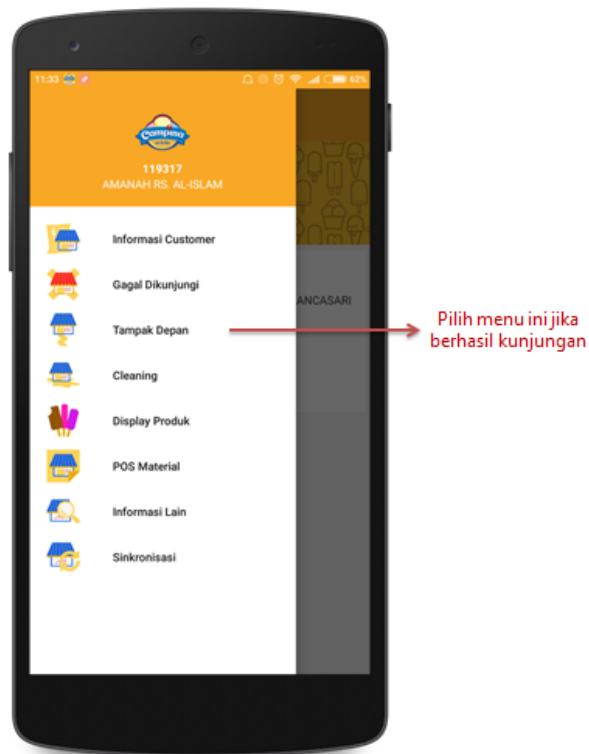 11:33
62%
Campina
119317
AMANAH RS. AL-ISLAM
Informasi Customer
Gagal Dikunjungi
ANCASARI
Tampak Depan
Pilih menu ini jika
berhasil kunjungan
Cleaning
Display Produk
POS Material
Informasi Lain
Sinkronisasi